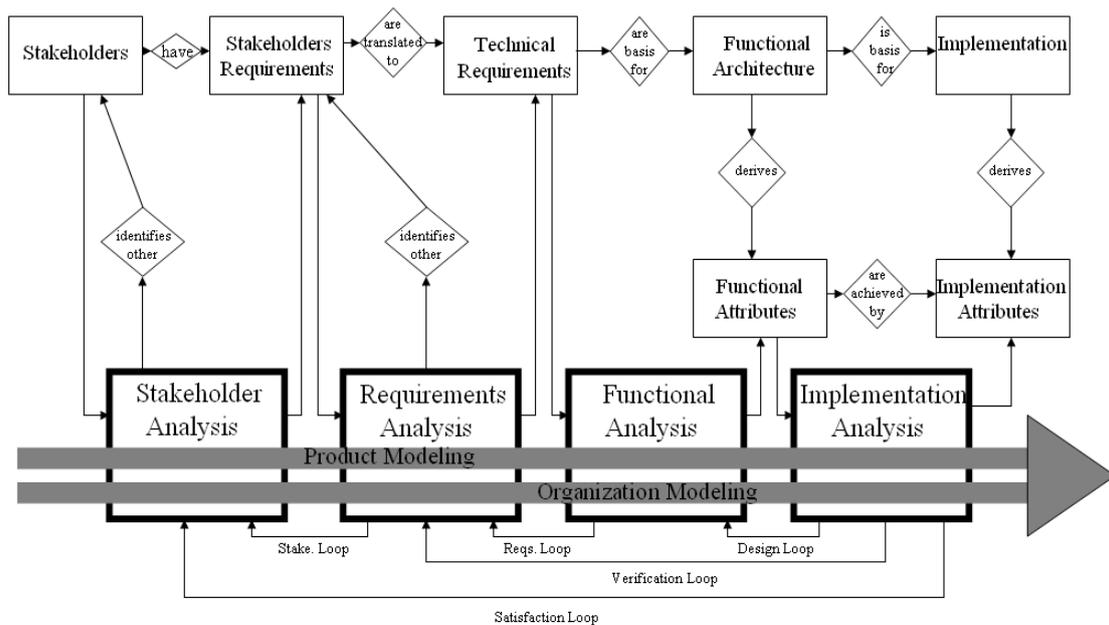 Stakeholders
have
Stakeholders
Requirements
are
translated
to
Technical
Requirements
are
basis
for
Functional
Architecture
is
basis
for
Implementation
derives
derives
identifies
other
identifies
other
Functional
Attributes
are
achieved
by
Implementation
Attributes
Stakeholder
Analysis
Requirements
Analysis
Functional
Analysis
Implementation
Analysis
Product Modeling
Organization Modeling
Stake. Loop
Reqs. Loop
Design Loop
Verification Loop
Satisfaction Loop